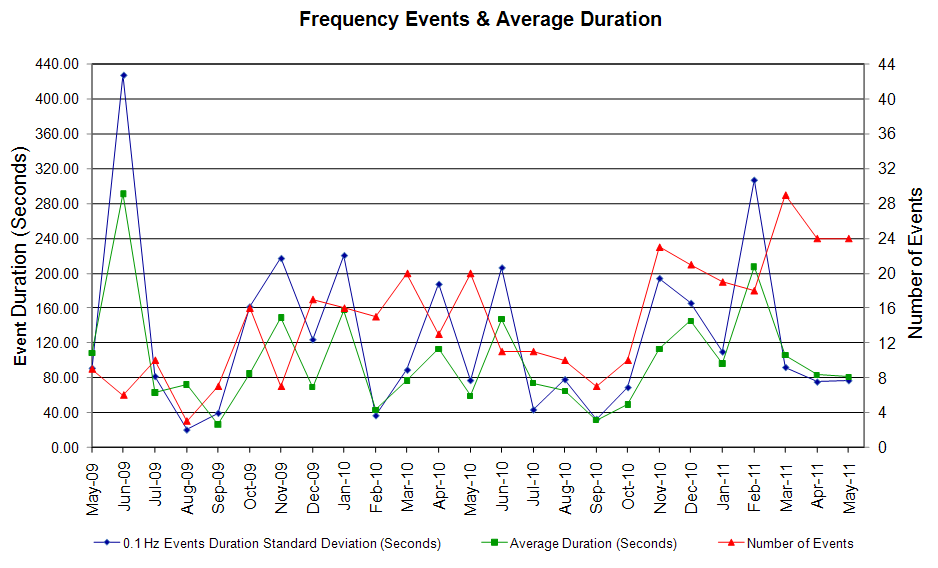 Frequency Events & Average Duration
Event Duration (Seconds)
440.00
400.00
360.00
320.00
280.00
240.00
200.00
160.00
120.00
80.00
40.00
0.00
44
40
36
32
28
24
20
16
12
8
4
0
Number of Events
May-09
Jun-09
Jul-09
Aug-09
Sep-09
Oct-09
Nov-09
Dec-09
Jan-10
Feb-10
Mar-10
Apr-10
May-10
Jun-10
Jul-10
Aug-10
Sep-10
Oct-10
Nov-10
Dec-10
Jan-11
Feb-11
Mar-11
Apr-11
May-11
0.1 Hz Events Duration Standard Deviation (Seconds)
Average Duration (Seconds)
Number of Events